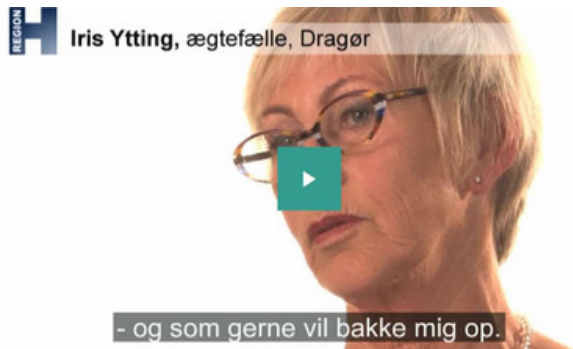 REGION
H
Iris Ytting, ægtefælle, Dragør
- og som gerne vil bakke mig op.